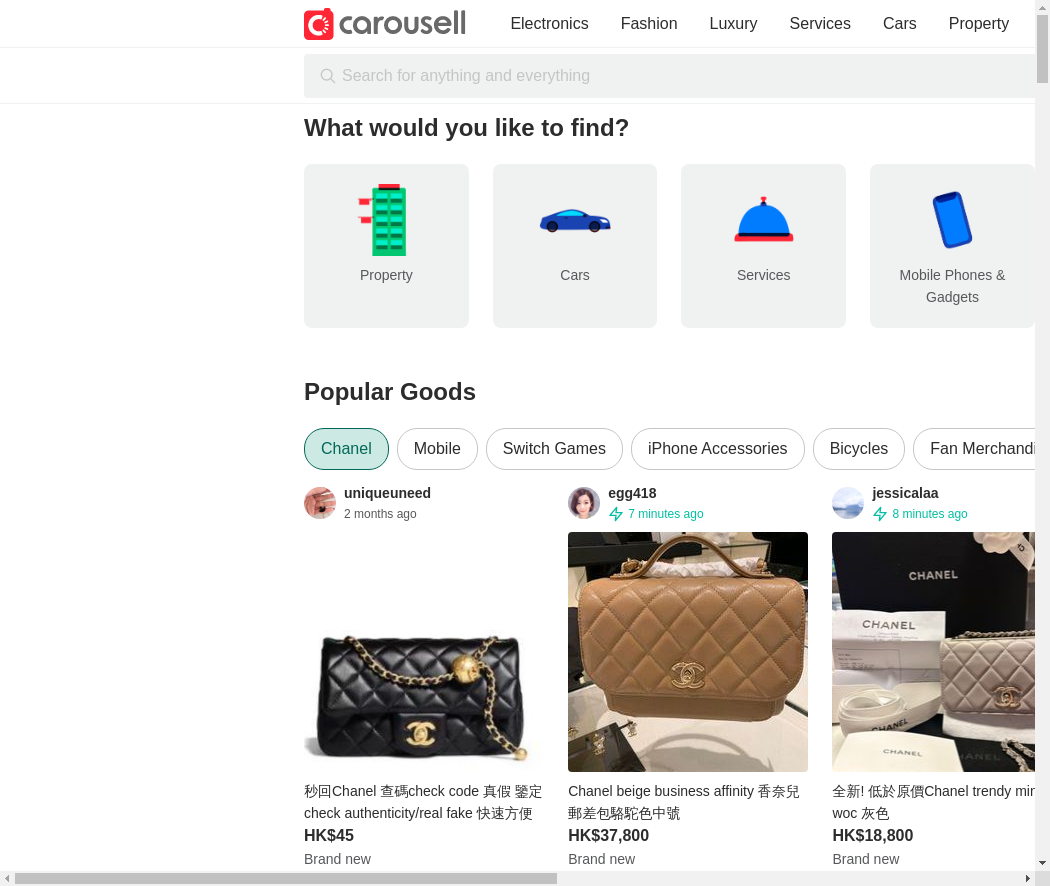 carousell
Electronics Fashion Luxury Services Cars Property
Search for anything and everything
What would you like to find?
Property
Cars
Services
Mobile Phones &
Gadgets
Popular Goods
Chanel Mobile Switch Games iPhone Accessories Bicycles Fan Merchandi
uniqueuneed
2 months ago
秒回Chanel 查碼check code 真假 鑒定
check authenticity/real fake 快速方便
HK$45
Brand new
egg418
7 minutes ago
Chanel beige business affinity 香奈兒
郵差包駱駝色中號
HK$37,800
Brand new
jessicalaa
8 minutes ago
CHANEL
CHANEL
CHANEL
CHANEL
全新! 低於原價Chanel trendy mi
woc 灰色
HK$18,800
Brand new